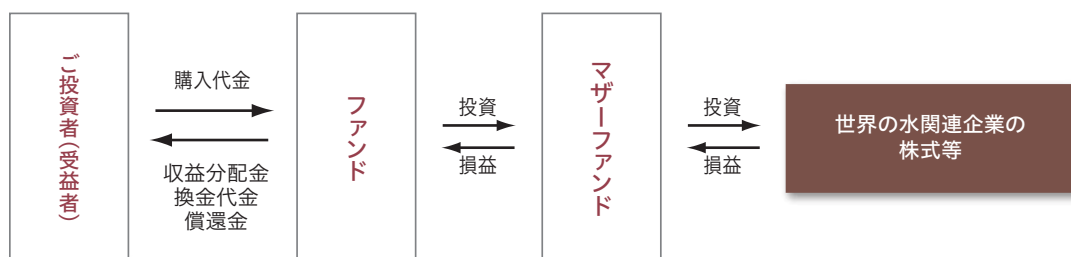 ご投資者(受益者)
購入代金
収益分配金
換金代金
償還金
ファンド
投資
損益
マザーファンド
投資
損益
世界の水関連企業の
株式等